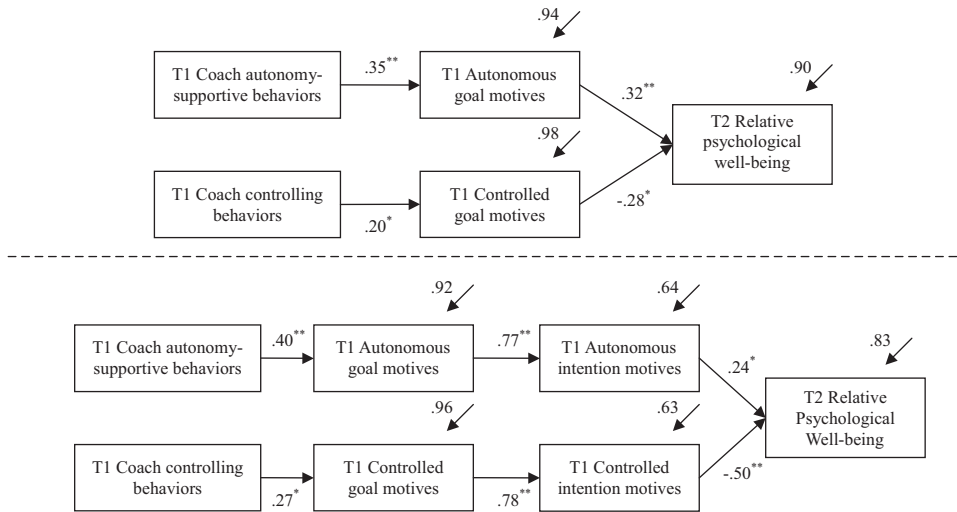 .94
T1 Coach autonomy-
supportive behaviors
.35**
T1 Autonomous
goal motives
.32**
.90
T2 Relative
psychological
well-being
.98
T1 Coach controlling
behaviors
.20*
T1 Controlled
goal motives
-.28*
.92
.64
T1 Coach autonomy-
supportive behaviors
.40**
T1 Autonomous
goal motives
.77**
T1 Autonomous
intention motives
.24*
.83
T2 Relative
Psychological
Well-being
.96
.63
T1 Coach controlling
behaviors
.27*
T1 Controlled
goal motives
.78**
T1 Controlled
intention motives
-.50**